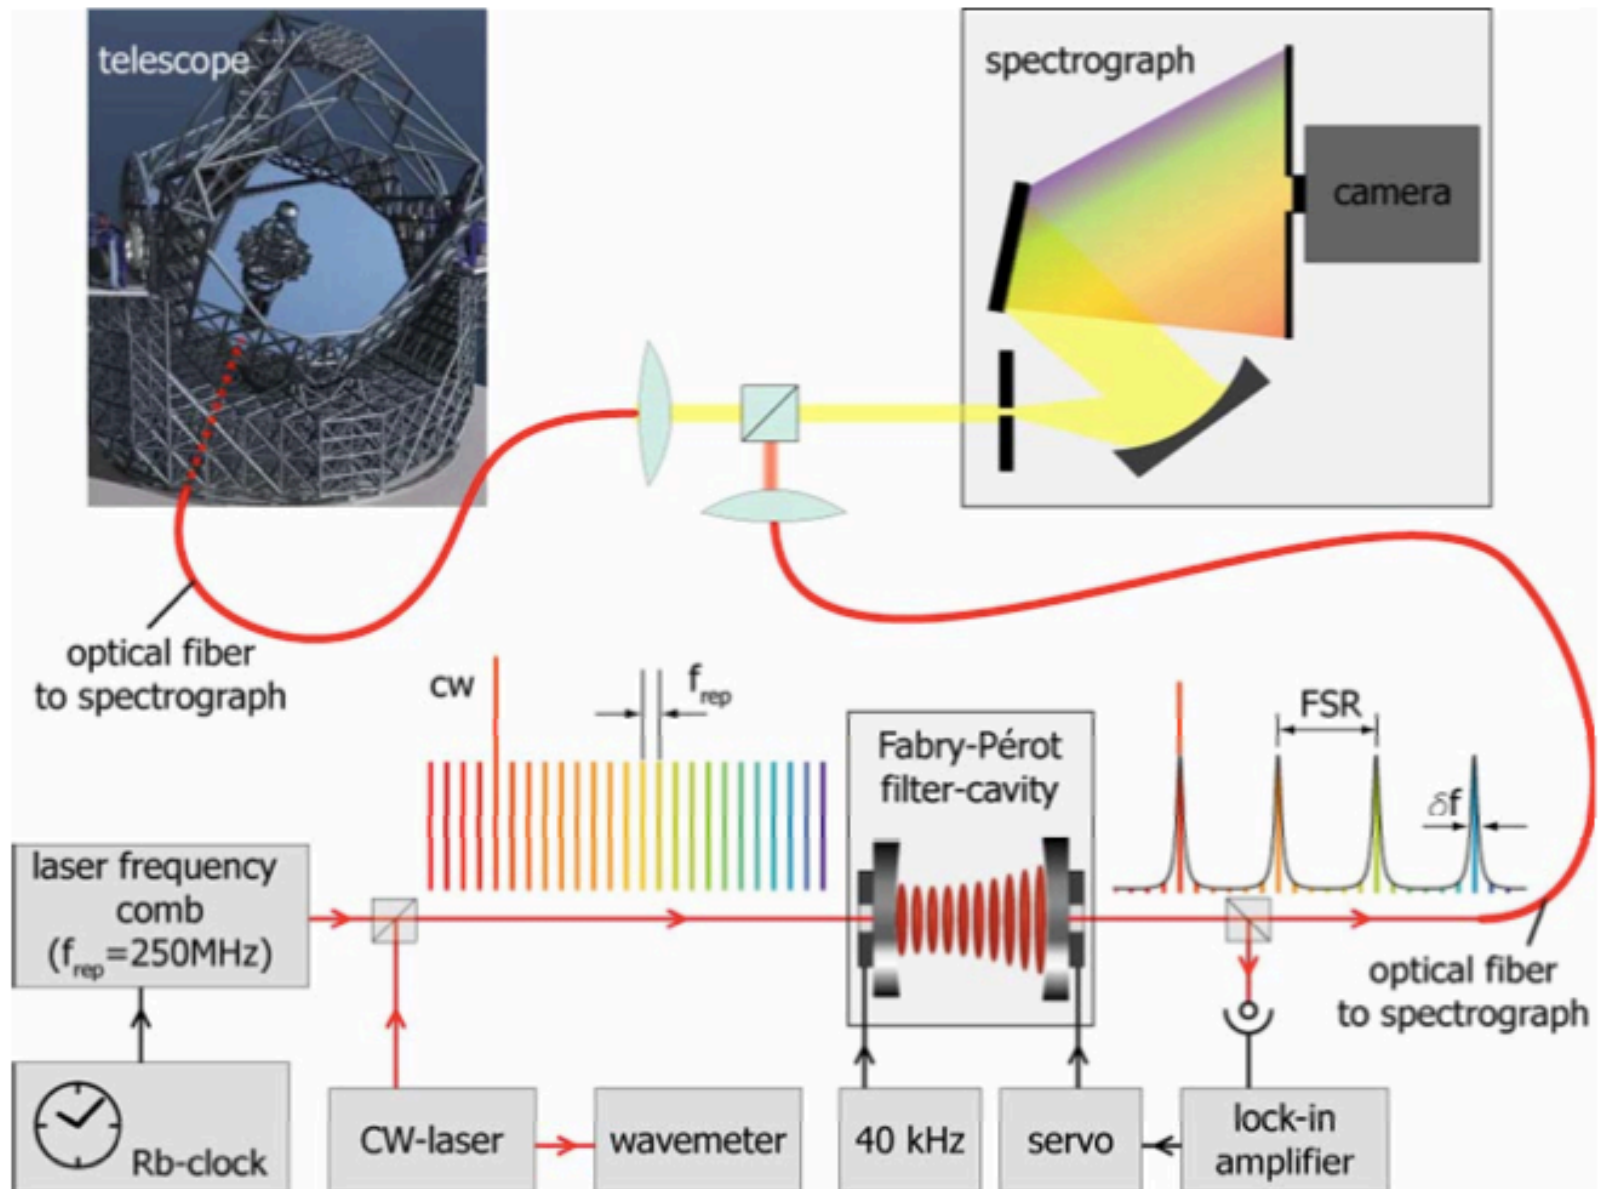 telescope
spectrograph
camera
optical fiber
to spectrograph
cw
f_rep
FSR
δf
Fabry-Pérot
filter-cavity
laser frequency
comb
(f_rep=250MHz)
optical fiber
to spectrograph
Rb-clock
CW-laser
wavemeter
40 kHz
servo
lock-in
amplifier